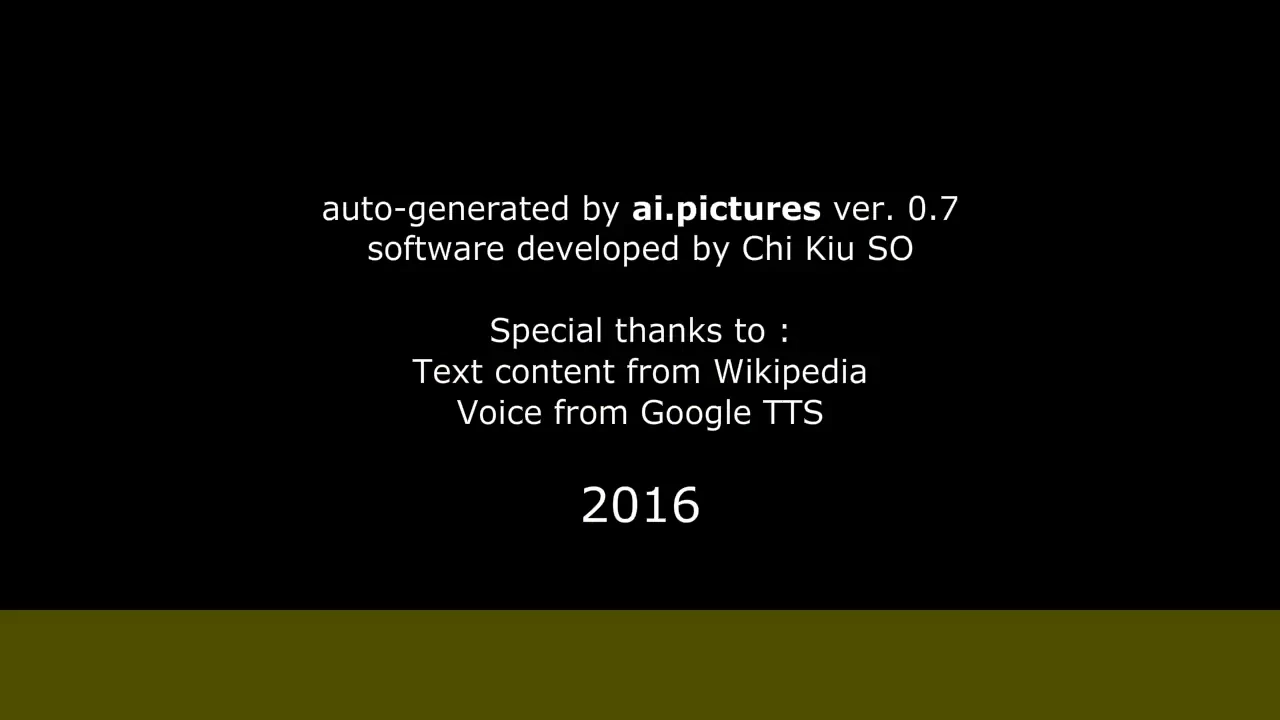 auto-generated by ai.pictures ver. 0.7
software developed by Chi Kiu SO
Special thanks to :
Text content from Wikipedia
Voice from Google TTS
2016